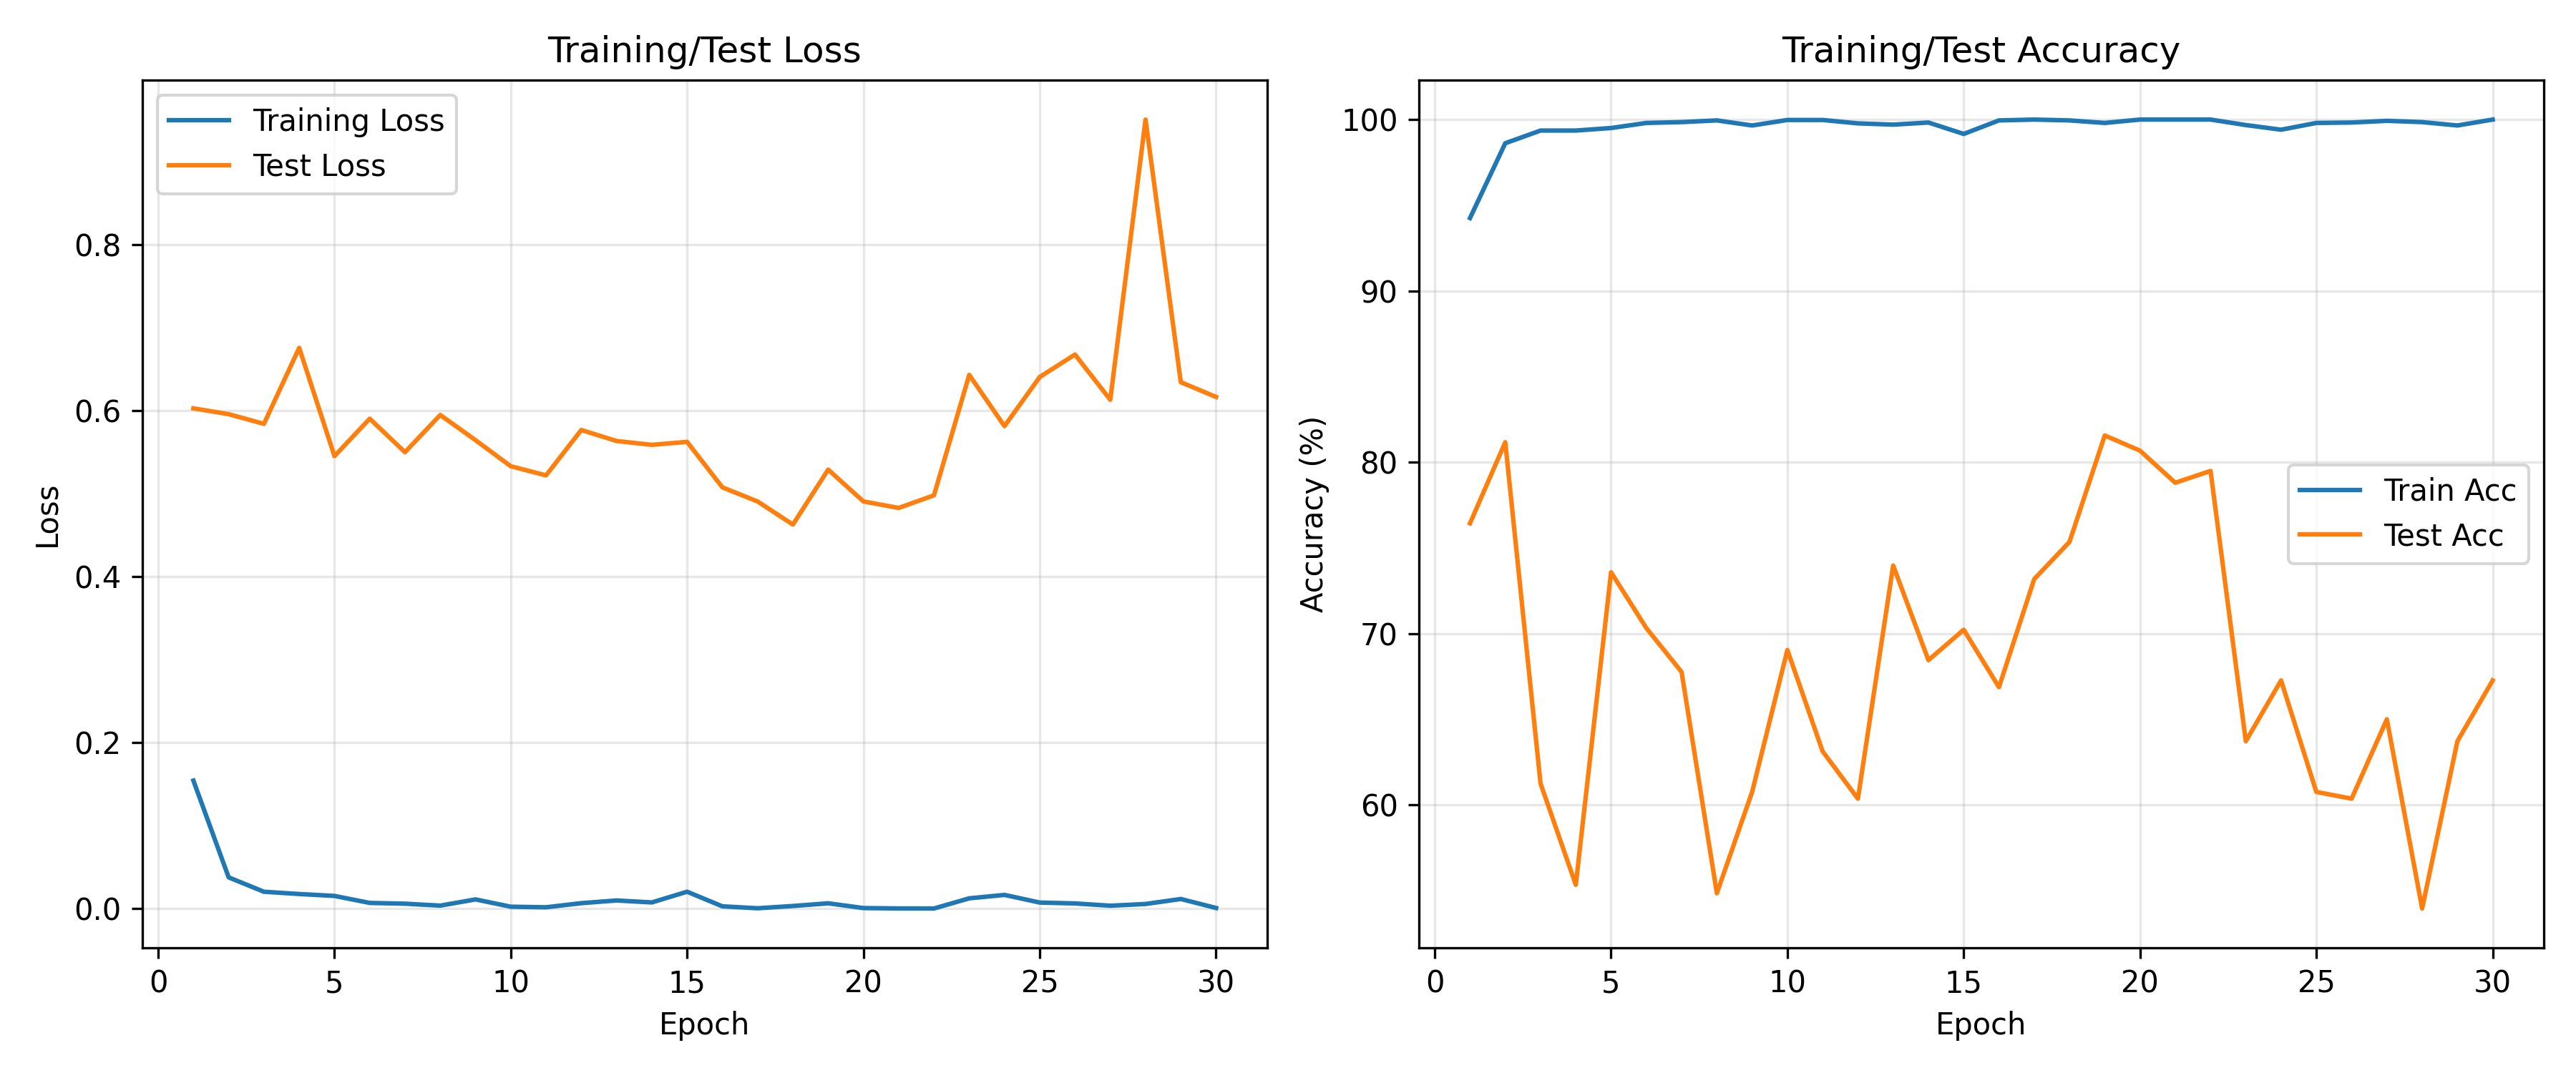 Training/Test Loss
Training Loss
Test Loss
Loss
0.8
0.6
0.4
0.2
0.0
0 5 10 15 20 25 30
Epoch
Training/Test Accuracy
Train Acc
Test Acc
Accuracy (%)
100
90
80
70
60
0 5 10 15 20 25 30
Epoch